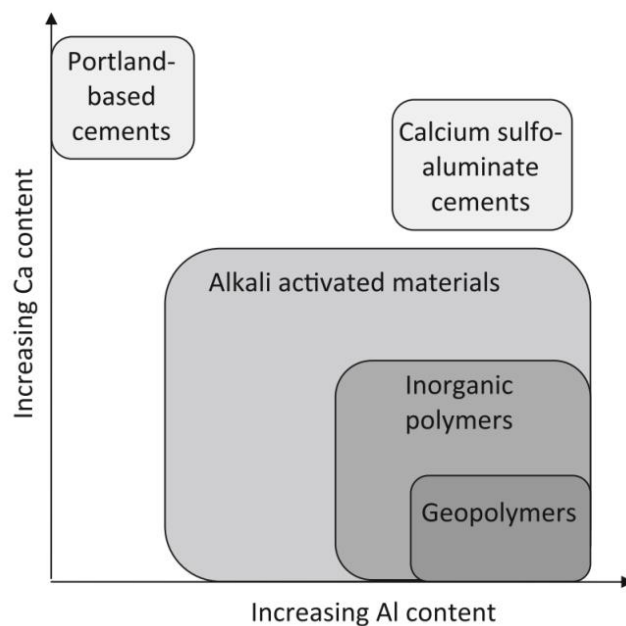 Portland-
based
cements
Calcium sulfo-
aluminate
cements
Alkali activated materials
Inorganic
polymers
Geopolymers
Increasing Ca content
Increasing Al content